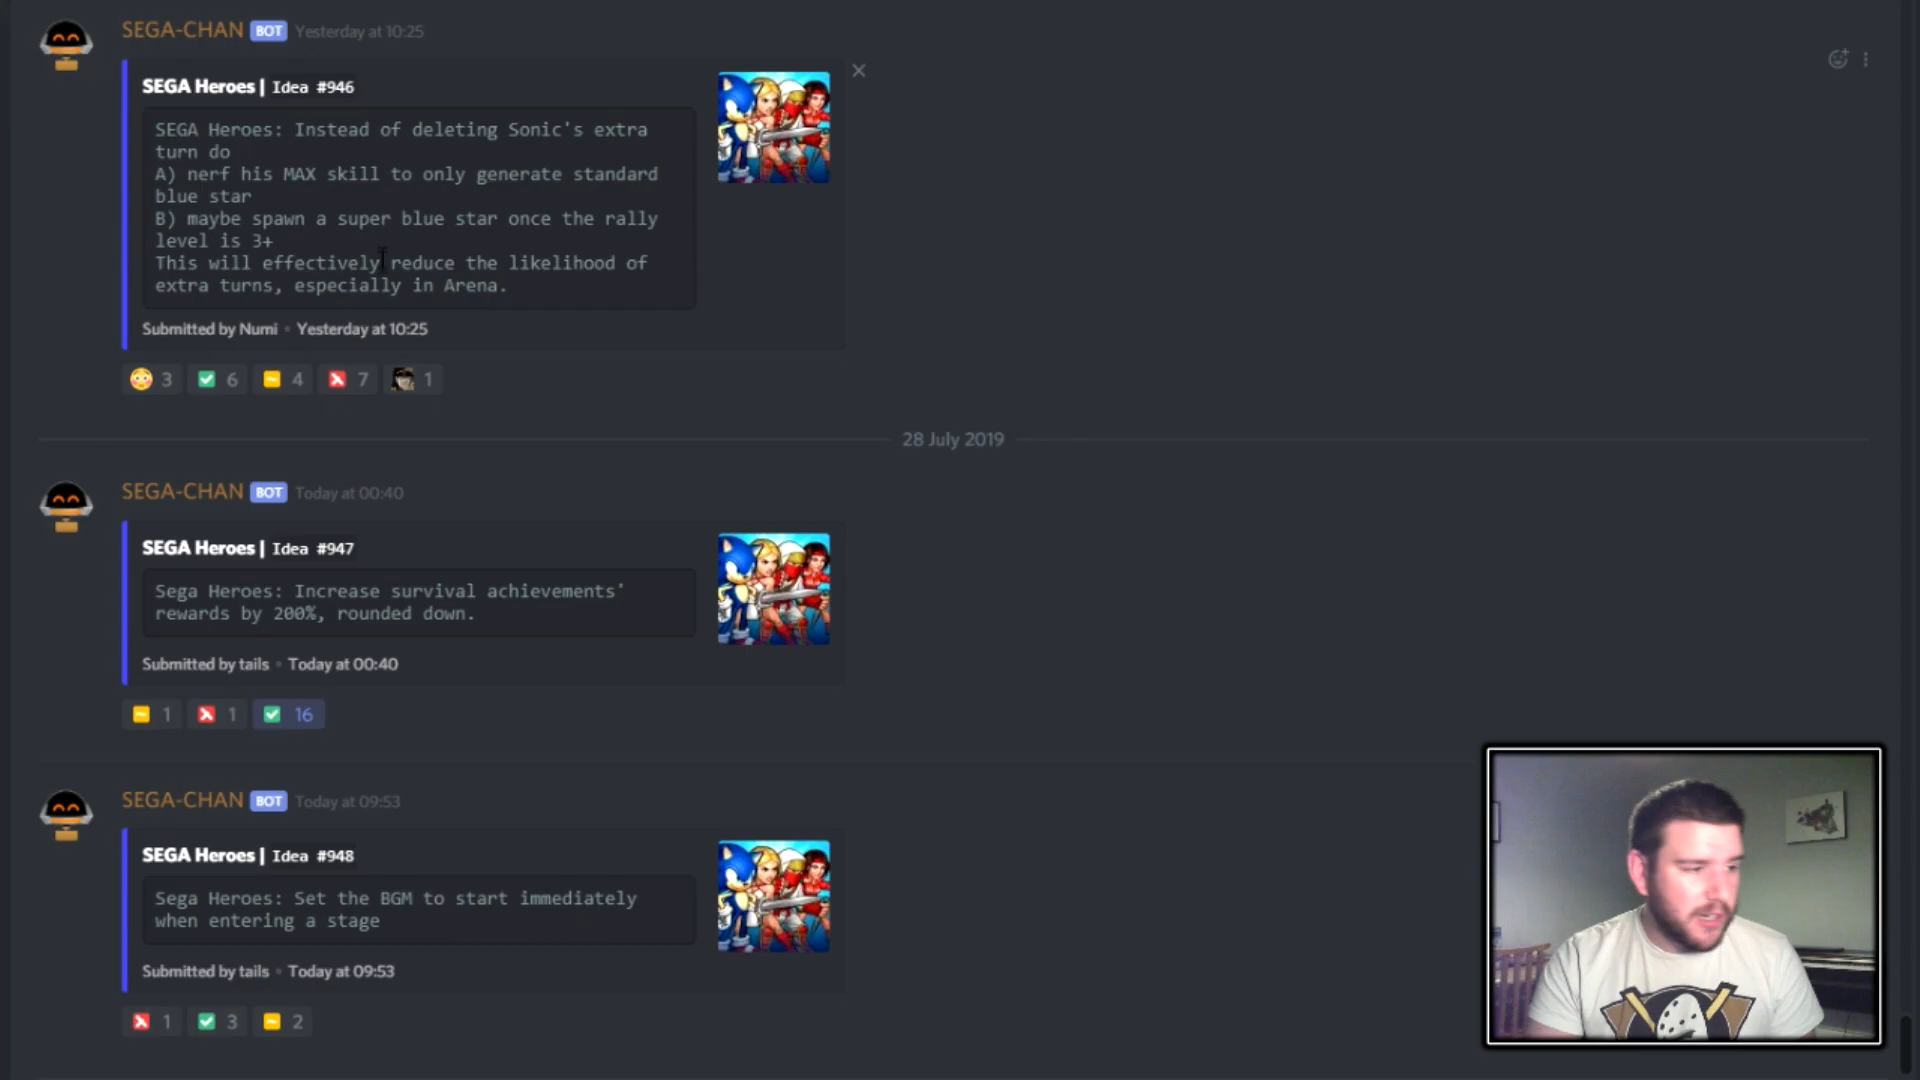 SEGA-CHAN BOT Yesterday at 10:25
SEGA Heroes | Idea #946
SEGA Heroes: Instead of deleting Sonic's extra
turn do
A) nerf his MAX skill to only generate standard
blue star
B) maybe spawn a super blue star once the rally
level is 3+
This will effectively reduce the likelihood of
extra turns, especially in Arena.
Submitted by Numi • Yesterday at 10:25
3 6 4 7 1
28 July 2019
SEGA-CHAN BOT Today at 00:40
SEGA Heroes | Idea #947
Sega Heroes: Increase survival achievements'
rewards by 200%, rounded down.
Submitted by tails • Today at 00:40
1 1 16
SEGA-CHAN BOT Today at 09:53
SEGA Heroes | Idea #948
Sega Heroes: Set the BGM to start immediately
when entering a stage
Submitted by tails • Today at 09:53
1 3 2